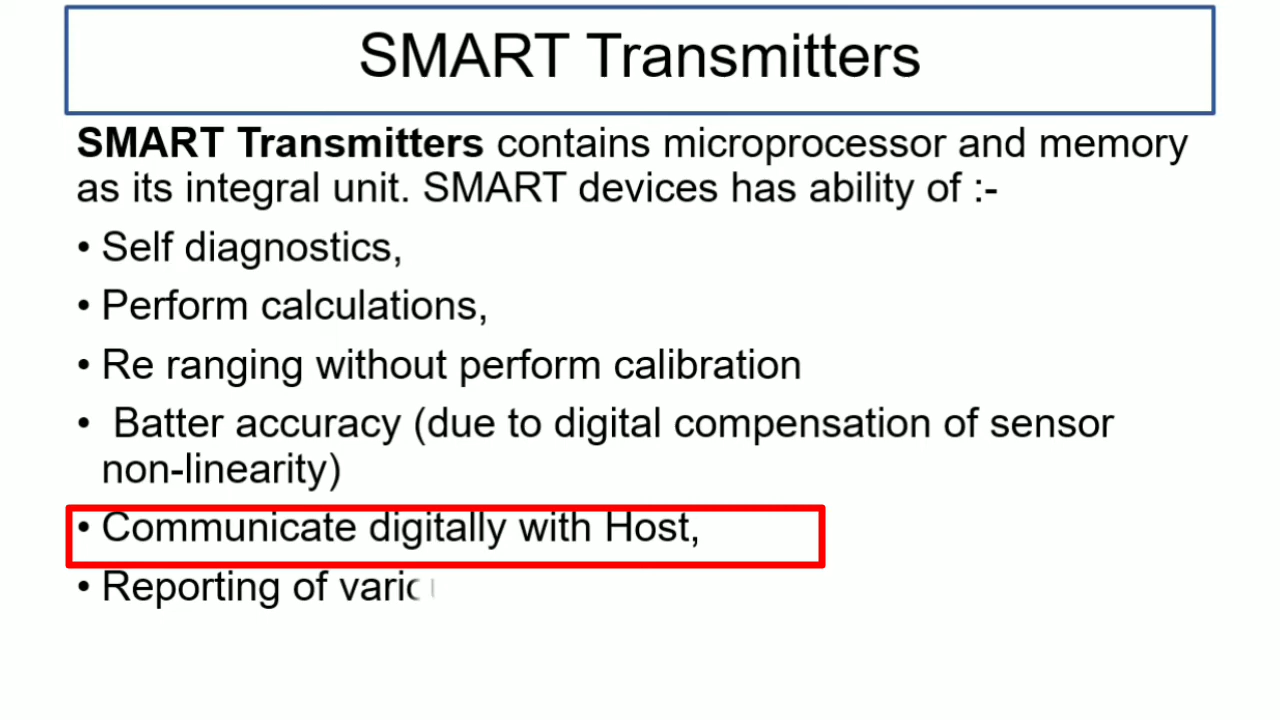 SMART Transmitters
SMART Transmitters contains microprocessor and memory
as its integral unit. SMART devices has ability of :-
• Self diagnostics,
• Perform calculations,
• Re ranging without perform calibration
• Batter accuracy (due to digital compensation of sensor
non-linearity)
• Communicate digitally with Host,
• Reporting of